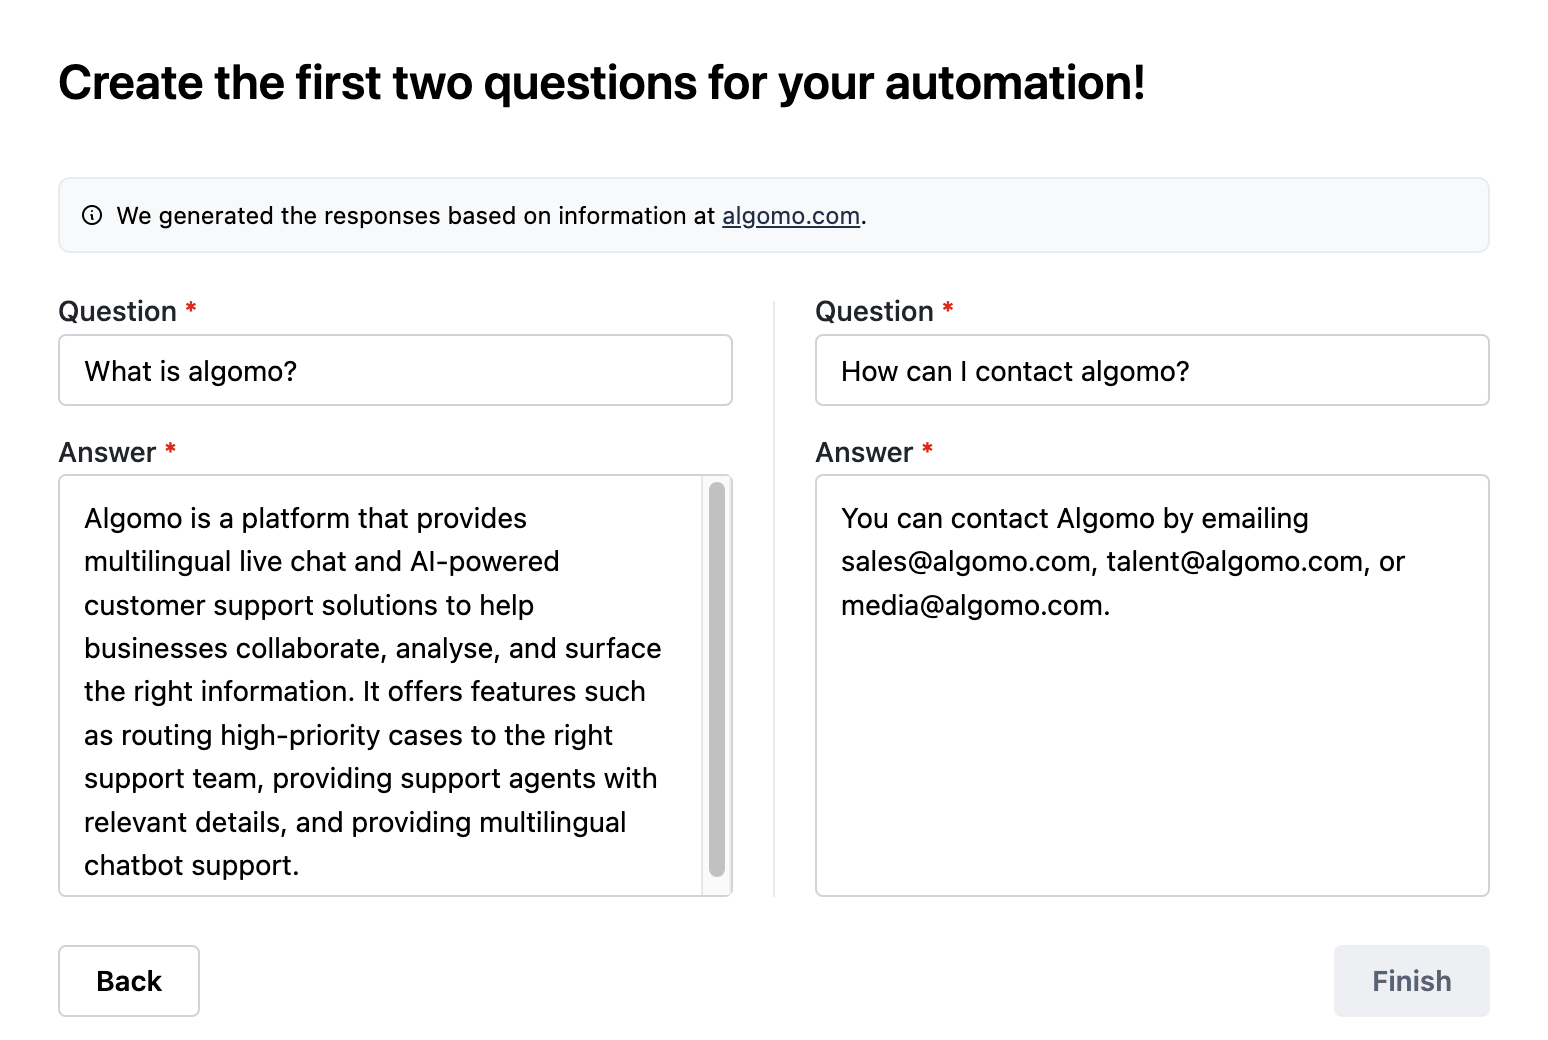 Create the first two questions for your automation!
We generated the responses based on information at algomo.com.
Question *
What is algomo?
Answer *
Algomo is a platform that provides
multilingual live chat and AI-powered
customer support solutions to help
businesses collaborate, analyse, and surface
the right information. It offers features such
as routing high-priority cases to the right
support team, providing support agents with
relevant details, and providing multilingual
chatbot support.
Question *
How can I contact algomo?
Answer *
You can contact Algomo by emailing
sales@algomo.com, talent@algomo.com, or
media@algomo.com.
Back
Finish